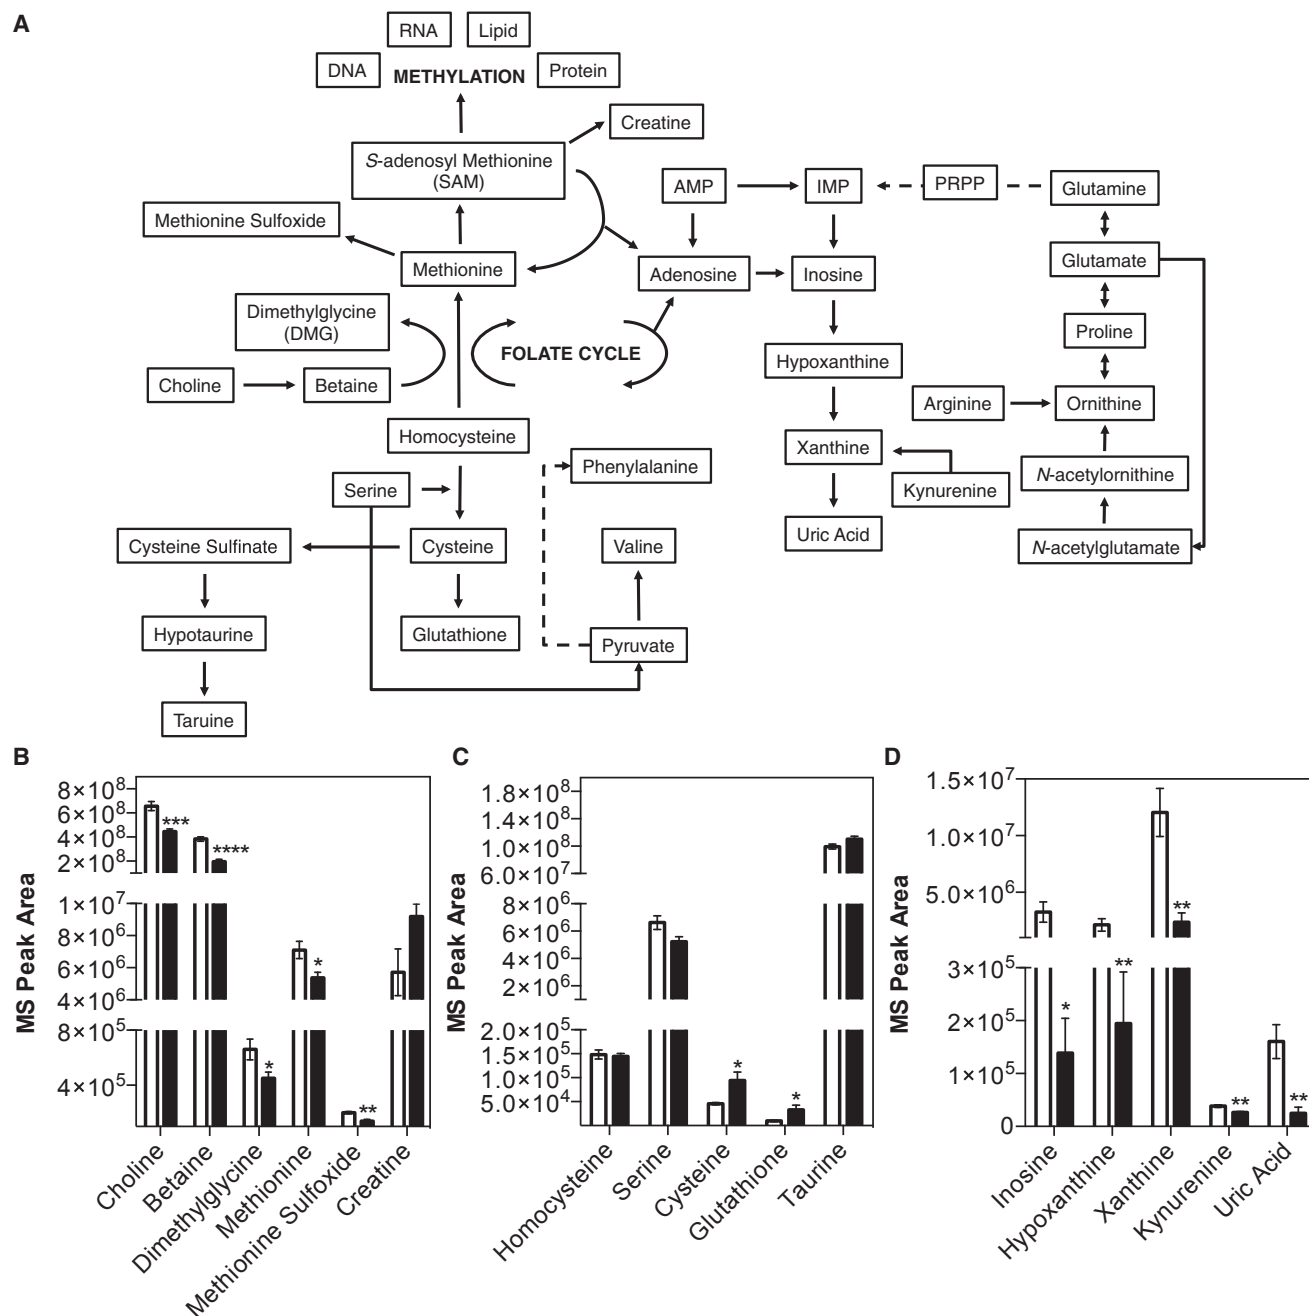 A
RNA
Lipid
DNA
METHYLATION
Protein
Creatine
S-adenosyl Methionine
(SAM)
AMP
IMP
PRPP
Glutamine
Methionine Sulfoxide
Methionine
Adenosine
Inosine
Glutamate
Dimethylglycine
(DMG)
FOLATE CYCLE
Proline
Hypoxanthine
Choline
Betaine
Arginine
Ornithine
Homocysteine
Xanthine
Phenylalanine
N-acetylornithine
Serine
Kynurenine
Uric Acid
Cysteine Sulfinate
Cysteine
Valine
N-acetylglutamate
Hypotaurine
Glutathione
Pyruvate
Taruine
B
MS Peak Area
8×10⁸
6×10⁸
4×10⁸
2×10⁸
1×10⁷
8×10⁶
6×10⁶
4×10⁶
8×10⁵
4×10⁵
***
****
*
*
**
Choline
Betaine
Dimethylglycine
Methionine
Methionine Sulfoxide
Creatine
C
MS Peak Area
1.8×10⁸
1.4×10⁸
1.0×10⁸
6.0×10⁷
8×10⁶
6×10⁶
4×10⁶
2×10⁶
2.0×10⁵
1.5×10⁵
1.0×10⁵
5.0×10⁴
*
*
Homocysteine
Serine
Cysteine
Glutathione
Taurine
D
MS Peak Area
1.5×10⁷
1.0×10⁷
5.0×10⁶
3×10⁵
2×10⁵
1×10⁵
0
*
**
**
**
**
Inosine
Hypoxanthine
Xanthine
Kynurenine
Uric Acid